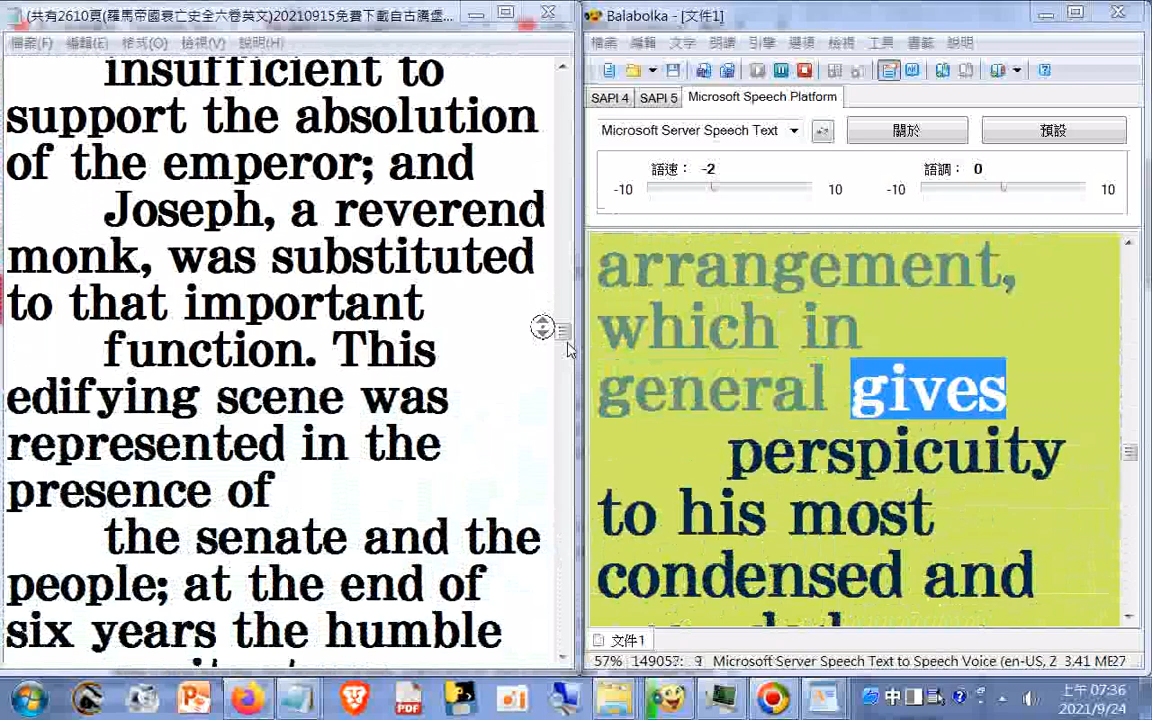 (共有2610頁(羅馬帝國衰亡史全六卷英文)20210915免費下載自古騰堡...
檔案(F) 編輯(E) 格式(O) 檢視(V) 說明(H)
insufficient to
support the absolution
of the emperor; and
Joseph, a reverend
monk, was substituted
to that important
function. This
edifying scene was
represented in the
presence of
the senate and the
people; at the end of
six years the humble
Balabolka - [文件1]
檔案 編輯 文字 朗讀 引擎 選項 檢視 工具 書籤 說明
SAPI 4 SAPI 5 Microsoft Speech Platform
Microsoft Server Speech Text 關於 預設
語速： -2 語調： 0
-10 10 -10 10
arrangement,
which in
general gives
perspicuity
to his most
condensed and
文件1
57% Microsoft Server Speech Text to Speech Voice (en-US, Z
PDF 中 上午 07:36
2021/9/24